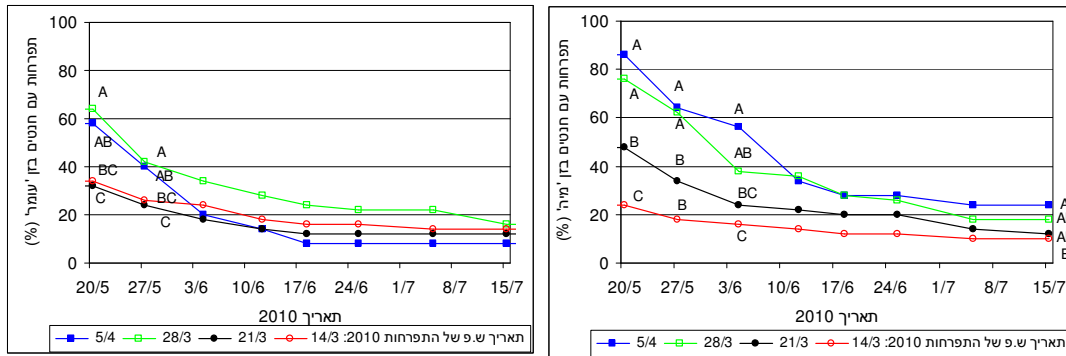 תפרחות עם חנטים בזן 'עומר' (%)
100
80
60
40
20
0
A
AB
BC
C
A
AB
BC
C
20/5 27/5 3/6 10/6 17/6 24/6 1/7 8/7 15/7
תאריך 2010
תאריך ש.פ של התפרחות 2010: 14/3 21/3 28/3 5/4
תפרחות עם חנטים בזן 'מיה' (%)
100
80
60
40
20
0
A
A
B
C
A
A
B
B
A
AB
BC
C
A
A
A
B
20/5 27/5 3/6 10/6 17/6 24/6 1/7 8/7 15/7
תאריך 2010
תאריך ש.פ של התפרחות 2010: 14/3 21/3 28/3 5/4